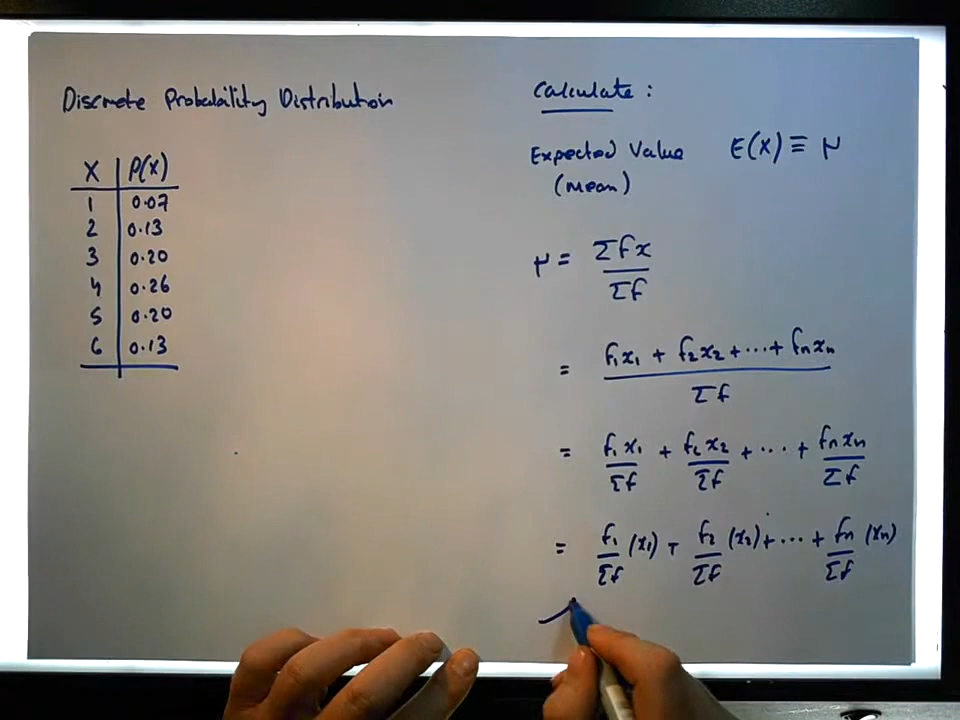 Discrete Probability Distribution
X P(X)
1 0.07
2 0.13
3 0.20
4 0.26
5 0.20
6 0.13
Calculate :
Expected Value E(X) ≡ μ
(mean)
μ = Σfx / Σf
= f₁x₁ + f₂x₂ + ··· + fₙxₙ / Σf
= f₁x₁ / Σf + f₂x₂ / Σf + ··· + fₙxₙ / Σf
= f₁ / Σf (x₁) + f₂ / Σf (x₂) + ··· + fₙ / Σf (xₙ)